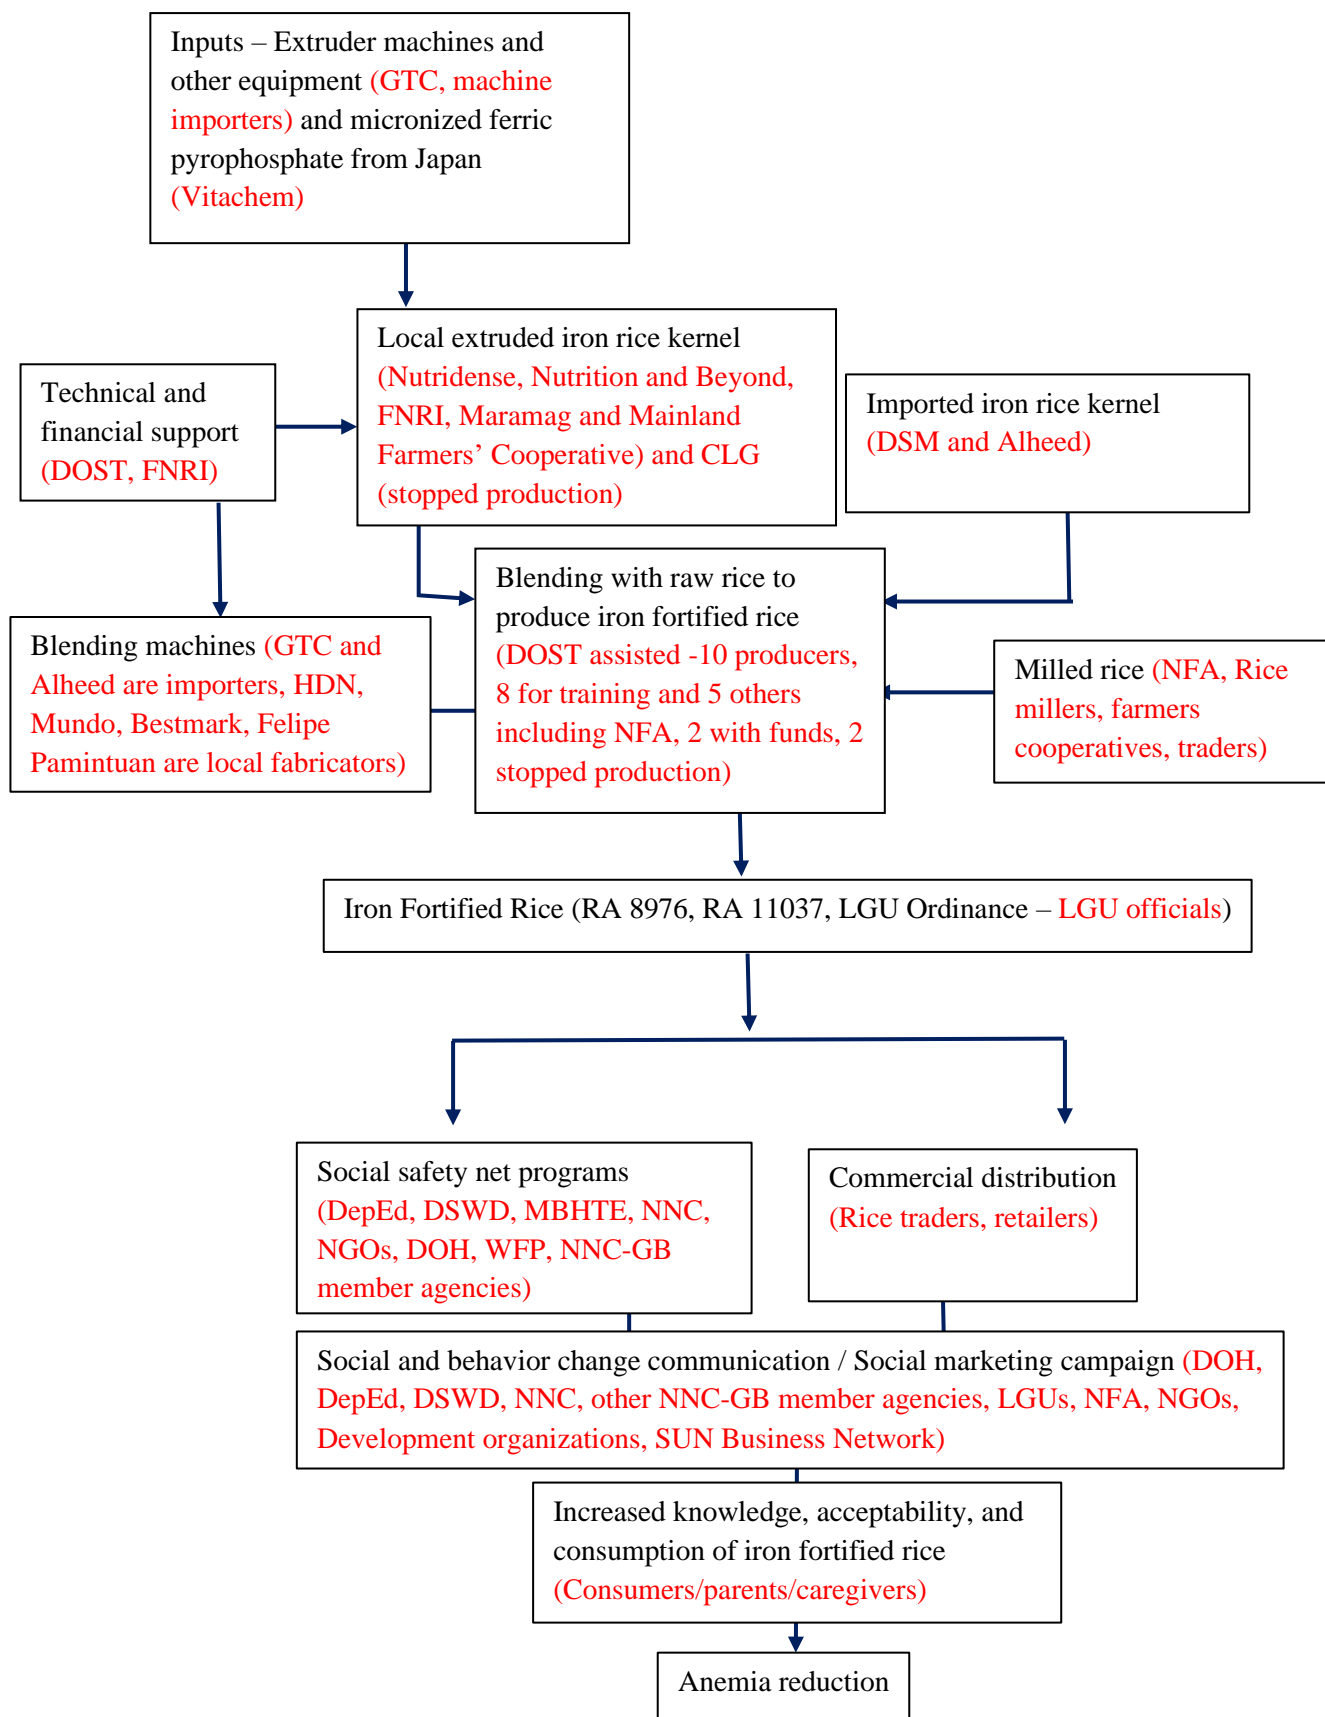 Inputs – Extruder machines and
other equipment (GTC, machine
importers) and micronized ferric
pyrophosphate from Japan
(Vitachem)
Local extruded iron rice kernel
(Nutridense, Nutrition and Beyond,
FNRI, Maramag and Mainland
Farmers’ Cooperative) and CLG
(stopped production)
Technical and
financial support
(DOST, FNRI)
Imported iron rice kernel
(DSM and Alheed)
Blending with raw rice to
produce iron fortified rice
(DOST assisted -10 producers,
8 for training and 5 others
including NFA, 2 with funds, 2
stopped production)
Blending machines (GTC and
Alheed are importers, HDN,
Mundo, Bestmark, Felipe
Pamintuan are local fabricators)
Milled rice (NFA, Rice
millers, farmers
cooperatives, traders)
Iron Fortified Rice (RA 8976, RA 11037, LGU Ordinance – LGU officials)
Social safety net programs
(DepEd, DSWD, MBHTE, NNC,
NGOs, DOH, WFP, NNC-GB
member agencies)
Commercial distribution
(Rice traders, retailers)
Social and behavior change communication / Social marketing campaign (DOH,
DepEd, DSWD, NNC, other NNC-GB member agencies, LGUs, NFA, NGOs,
Development organizations, SUN Business Network)
Increased knowledge, acceptability, and
consumption of iron fortified rice
(Consumers/parents/caregivers)
Anemia reduction